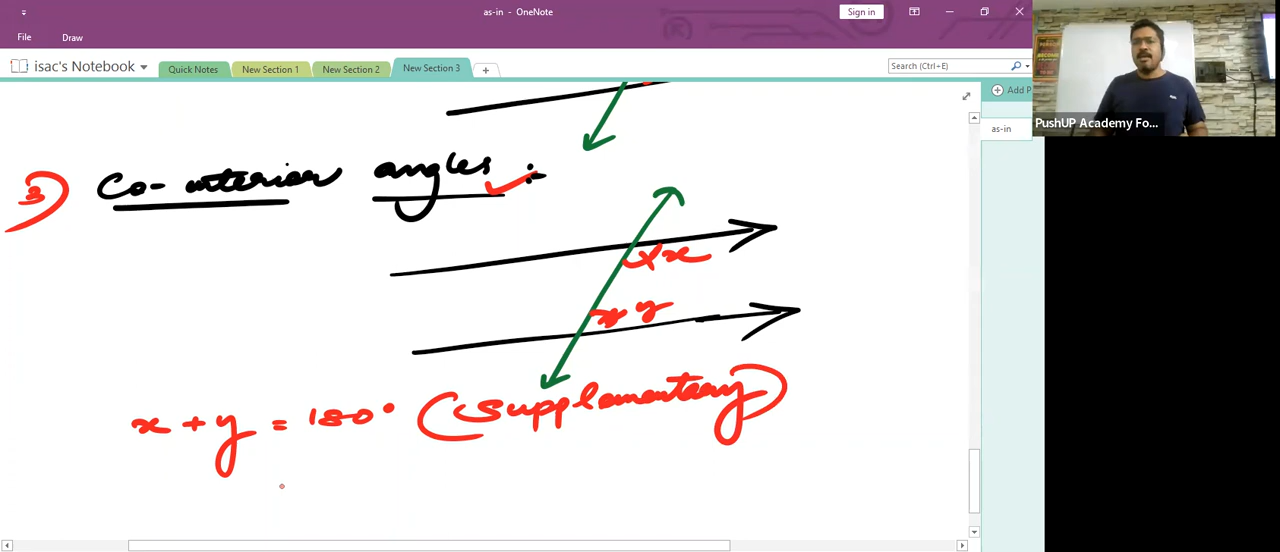 as-in - OneNote
Sign in
File
Draw
isac's Notebook
Quick Notes
New Section 1
New Section 2
New Section 3
Search (Ctrl+E)
Add P
as-in
PushUP Academy Fo...
3)
Co-interior angles :-
x
y
x + y = 180° (Supplementary)